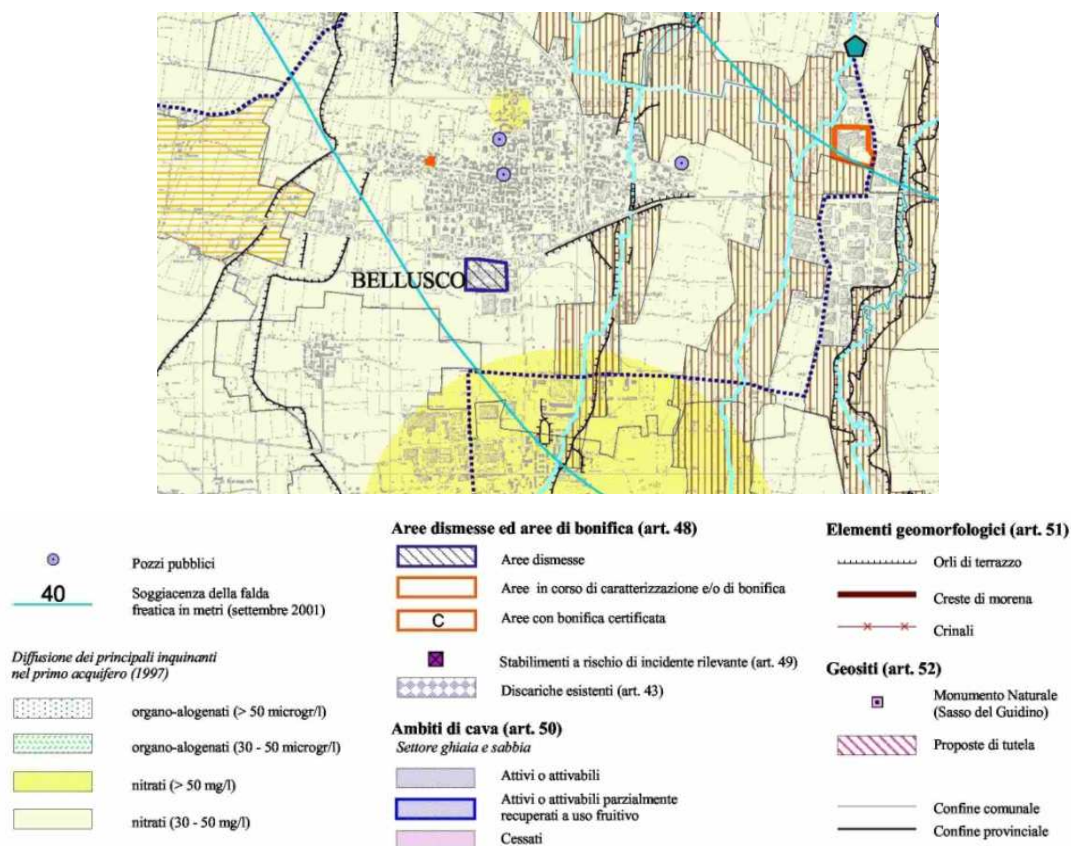 BELLUSCO
Pozzi pubblici
40
Soggiacenza della falda
freatica in metri (settembre 2001)
Diffusione dei principali inquinanti
nel primo acquifero (1997)
organo-alogenati (> 50 microgr/l)
organo-alogenati (30 - 50 microgr/l)
nitrati (> 50 mg/l)
nitrati (30 - 50 mg/l)
Aree dismesse ed aree di bonifica (art. 48)
Aree dismesse
Aree in corso di caratterizzazione e/o di bonifica
C
Aree con bonifica certificata
Stabilimenti a rischio di incidente rilevante (art. 49)
Discariche esistenti (art. 43)
Ambiti di cava (art. 50)
Settore ghiaia e sabbia
Attivi o attivabili
Attivi o attivabili parzialmente
recuperati a uso fruitivo
Cessati
Elementi geomorfologici (art. 51)
Orli di terrazzo
Creste di morena
Crinali
Geositi (art. 52)
Monumento Naturale
(Sasso del Guidino)
Proposte di tutela
Confine comunale
Confine provinciale